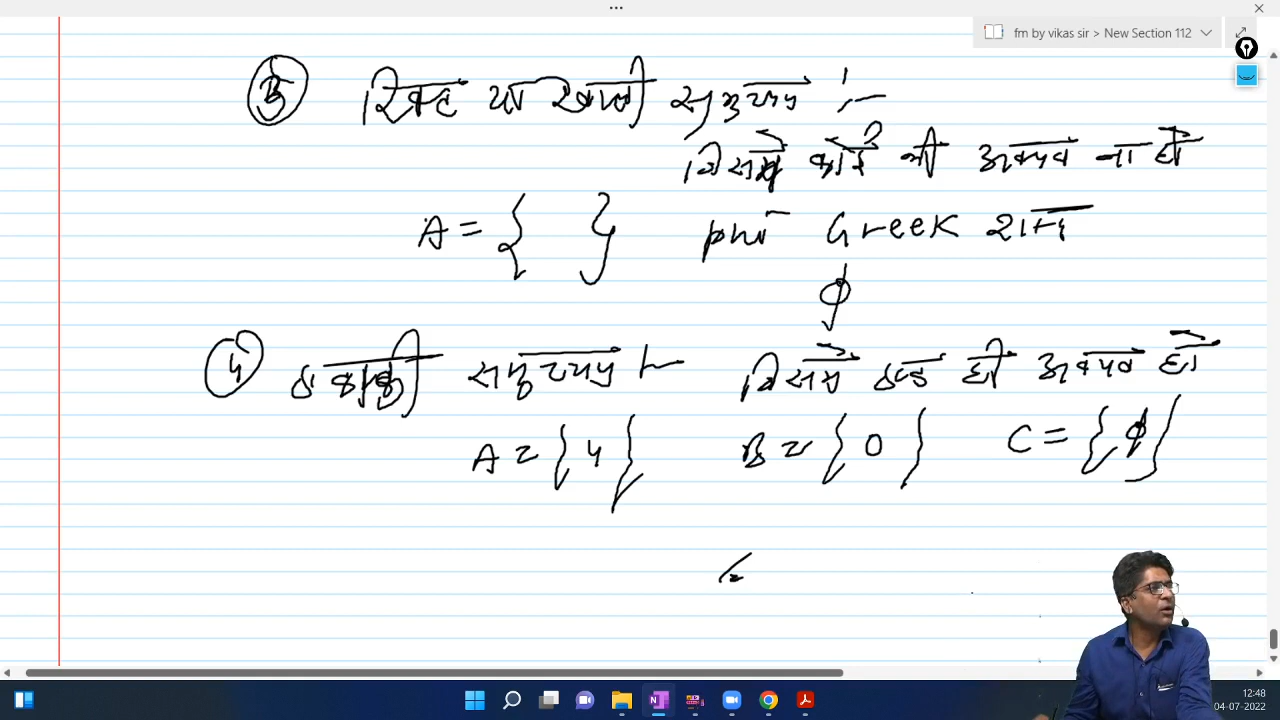 fm by vikas sir > New Section 112
③ रिक्त या खाली समुच्चय :-
जिसमे कोई भी अवयव ना हो
A = { } phi Greek शब्द
ϕ
④ एकाकी समुच्चय :- जिसमे एक ही अवयव हो
A = {4} B = {0} C = {ϕ}
12:48
04-07-2022